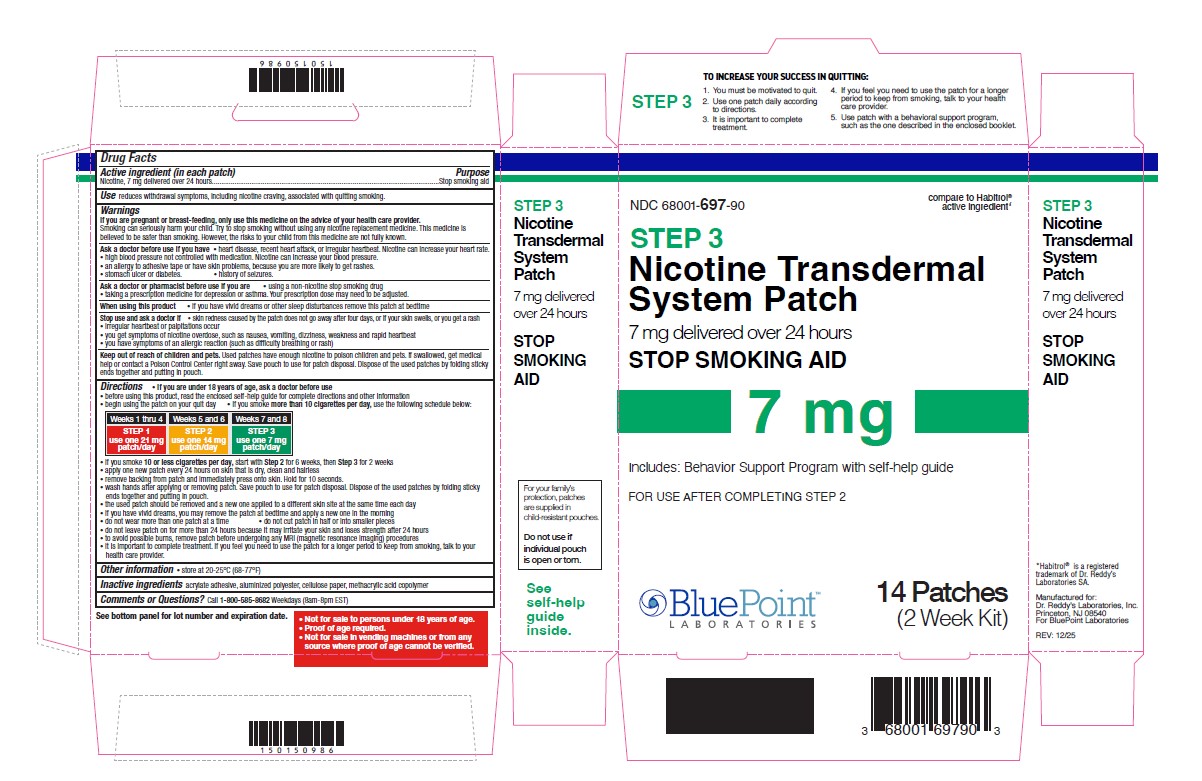 150150986
Drug Facts
Active ingredient (in each patch) Purpose
Nicotine, 7 mg delivered over 24 hours...Stop smoking aid
Use reduces withdrawal symptoms, including nicotine craving, associated with quitting smoking.
Warnings
If you are pregnant or breast-feeding, only use this medicine on the advice of your health care provider.
Smoking can seriously harm your child. Try to stop smoking without using any nicotine replacement medicine. This medicine is
believed to be safer than smoking. However, the risks to your child from this medicine are not fully known.
Ask a doctor before use if you have • heart disease, recent heart attack, or irregular heartbeat. Nicotine can increase your heart rate.
• high blood pressure not controlled with medication. Nicotine can increase your blood pressure.
• an allergy to adhesive tape or have skin problems, because you are more likely to get rashes.
• stomach ulcer or diabetes. • history of seizures.
Ask a doctor or pharmacist before use if you are • using a non-nicotine stop smoking drug
• taking a prescription medicine for depression or asthma. Your prescription dose may need to be adjusted.
When using this product • if you have vivid dreams or other sleep disturbances remove this patch at bedtime
Stop use and ask a doctor if • skin redness caused by the patch does not go away after four days, or if your skin swells, or you get a rash
• irregular heartbeat or palpitations occur
• you get symptoms of nicotine overdose, such as nausea, vomiting, dizziness, weakness and rapid heartbeat
• you have symptoms of an allergic reaction (such as difficulty breathing or rash)
Keep out of reach of children and pets. Used patches have enough nicotine to poison children and pets. If swallowed, get medical
help or contact a Poison Control Center right away. Save pouch to use for patch disposal. Dispose of the used patches by folding sticky
ends together and putting in pouch.
Directions • if you are under 18 years of age, ask a doctor before use
• before using this product, read the enclosed self-help guide for complete directions and other information
• begin using the patch on your quit day • if you smoke more than 10 cigarettes per day, use the following schedule below:
Weeks 1 thru 4 Weeks 5 and 6 Weeks 7 and 8
STEP 1 STEP 2 STEP 3
use one 21 mg use one 14 mg use one 7 mg
patch/day patch/day patch/day
• if you smoke 10 or less cigarettes per day, start with Step 2 for 6 weeks, then Step 3 for 2 weeks
• apply one new patch every 24 hours on skin that is dry, clean and hairless
• remove backing from patch and immediately press onto skin. Hold for 10 seconds.
• wash hands after applying or removing patch. Save pouch to use for patch disposal. Dispose of the used patches by folding sticky
ends together and putting in pouch.
• the used patch should be removed and a new one applied to a different skin site at the same time each day
• if you have vivid dreams, you may remove the patch at bedtime and apply a new one in the morning
• do not wear more than one patch at a time • do not cut patch in half or into smaller pieces
• do not leave patch on for more than 24 hours because it may irritate your skin and loses strength after 24 hours
• to avoid possible burns, remove patch before undergoing any MRI (magnetic resonance imaging) procedures
• it is important to complete treatment. If you feel you need to use the patch for a longer period to keep from smoking, talk to your
health care provider.
Other information • store at 20-25°C (68-77°F)
Inactive ingredients acrylate adhesive, aluminized polyester, cellulose paper, methacrylic acid copolymer
Comments or Questions? Call 1-800-585-8682 Weekdays (8am-8pm EST)
See bottom panel for lot number and expiration date.
• Not for sale to persons under 18 years of age.
• Proof of age required.
• Not for sale in vending machines or from any
source where proof of age cannot be verified.
150150986
STEP 3
Nicotine
Transdermal
System
Patch
7 mg delivered
over 24 hours
STOP
SMOKING
AID
For your family's
protection, patches
are supplied in
child-resistant pouches.
Do not use if
individual pouch
is open or torn.
See
self-help
guide
inside.
STEP 3
TO INCREASE YOUR SUCCESS IN QUITTING:
1. You must be motivated to quit.
2. Use one patch daily according
to directions.
3. It is important to complete
treatment.
4. If you feel you need to use the patch for a longer
period to keep from smoking, talk to your health
care provider.
5. Use patch with a behavioral support program,
such as the one described in the enclosed booklet.
NDC 68001-697-90
compare to Habitrol®
active ingredient
STEP 3
Nicotine Transdermal
System Patch
7 mg delivered over 24 hours
STOP SMOKING AID
7 mg
Includes: Behavior Support Program with self-help guide
FOR USE AFTER COMPLETING STEP 2
BluePoint™
LABORATORIES
14 Patches
(2 Week Kit)
3 68001 69790 3
STEP 3
Nicotine
Transdermal
System
Patch
7 mg delivered
over 24 hours
STOP
SMOKING
AID
*Habitrol® is a registered
trademark of Dr. Reddy's
Laboratories SA.
Manufactured for:
Dr. Reddy's Laboratories, Inc.
Princeton, NJ 08540
For BluePoint Laboratories
REV: 12/25